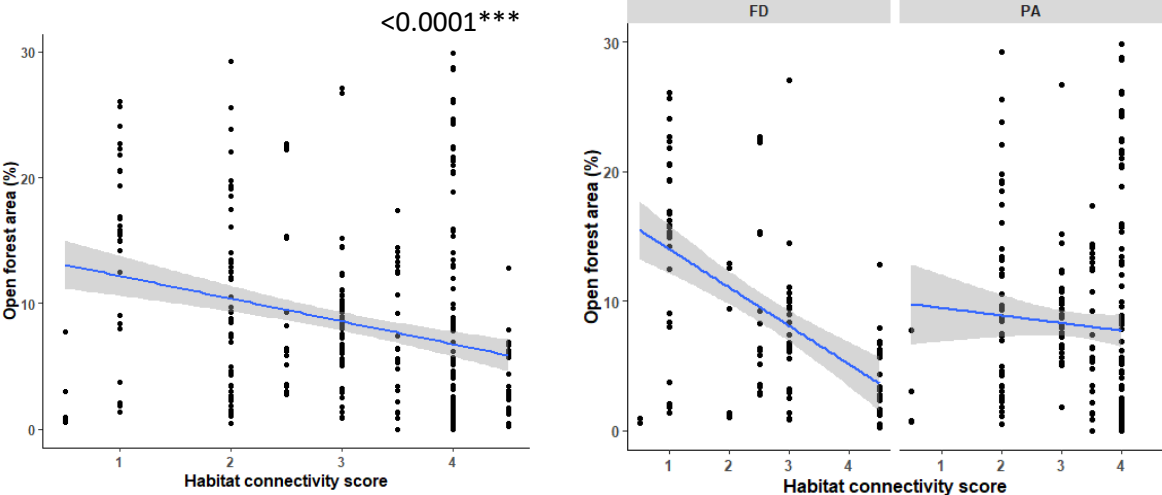 <0.0001***
30
20
10
0
Open forest area (%)
1 2 3 4
Habitat connectivity score
FD PA
30
20
10
0
Open forest area (%)
1 2 3 4 1 2 3 4
Habitat connectivity score